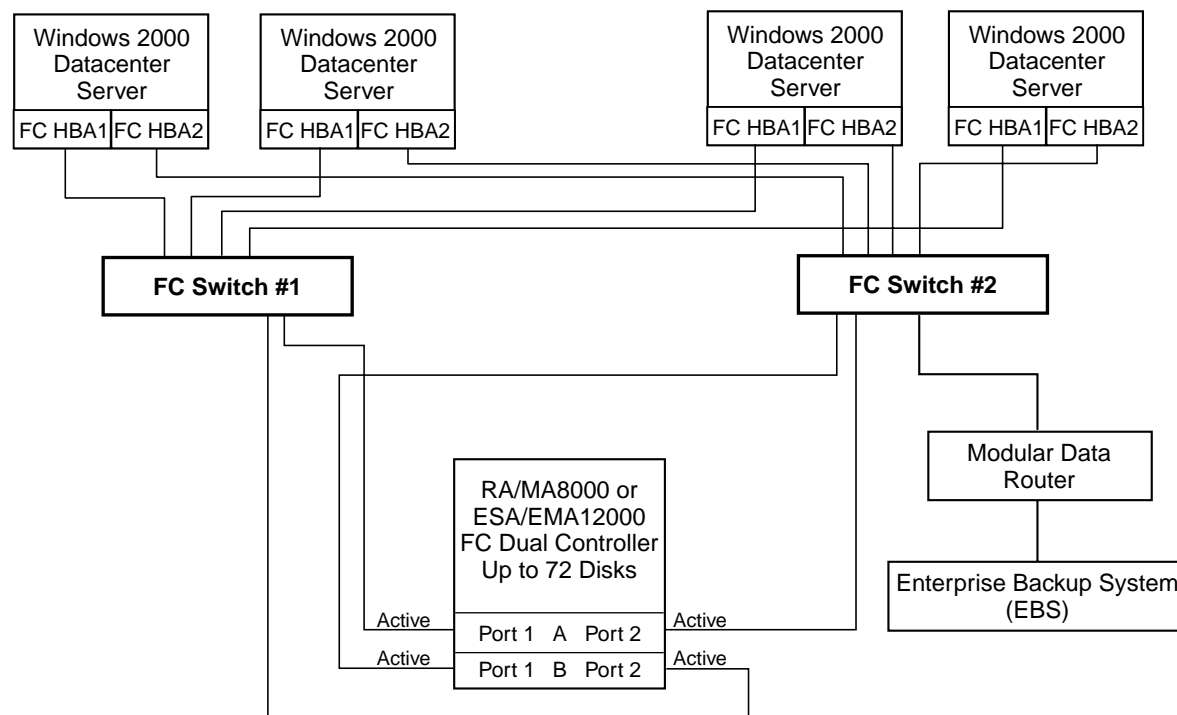 Windows 2000
Datacenter
Server
FC HBA1 FC HBA2
Windows 2000
Datacenter
Server
FC HBA1 FC HBA2
Windows 2000
Datacenter
Server
FC HBA1 FC HBA2
Windows 2000
Datacenter
Server
FC HBA1 FC HBA2
FC Switch #1
FC Switch #2
Modular Data
Router
RA/MA8000 or
ESA/EMA12000
FC Dual Controller
Up to 72 Disks
Enterprise Backup System
(EBS)
Active Port 1 A Port 2 Active
Active Port 1 B Port 2 Active